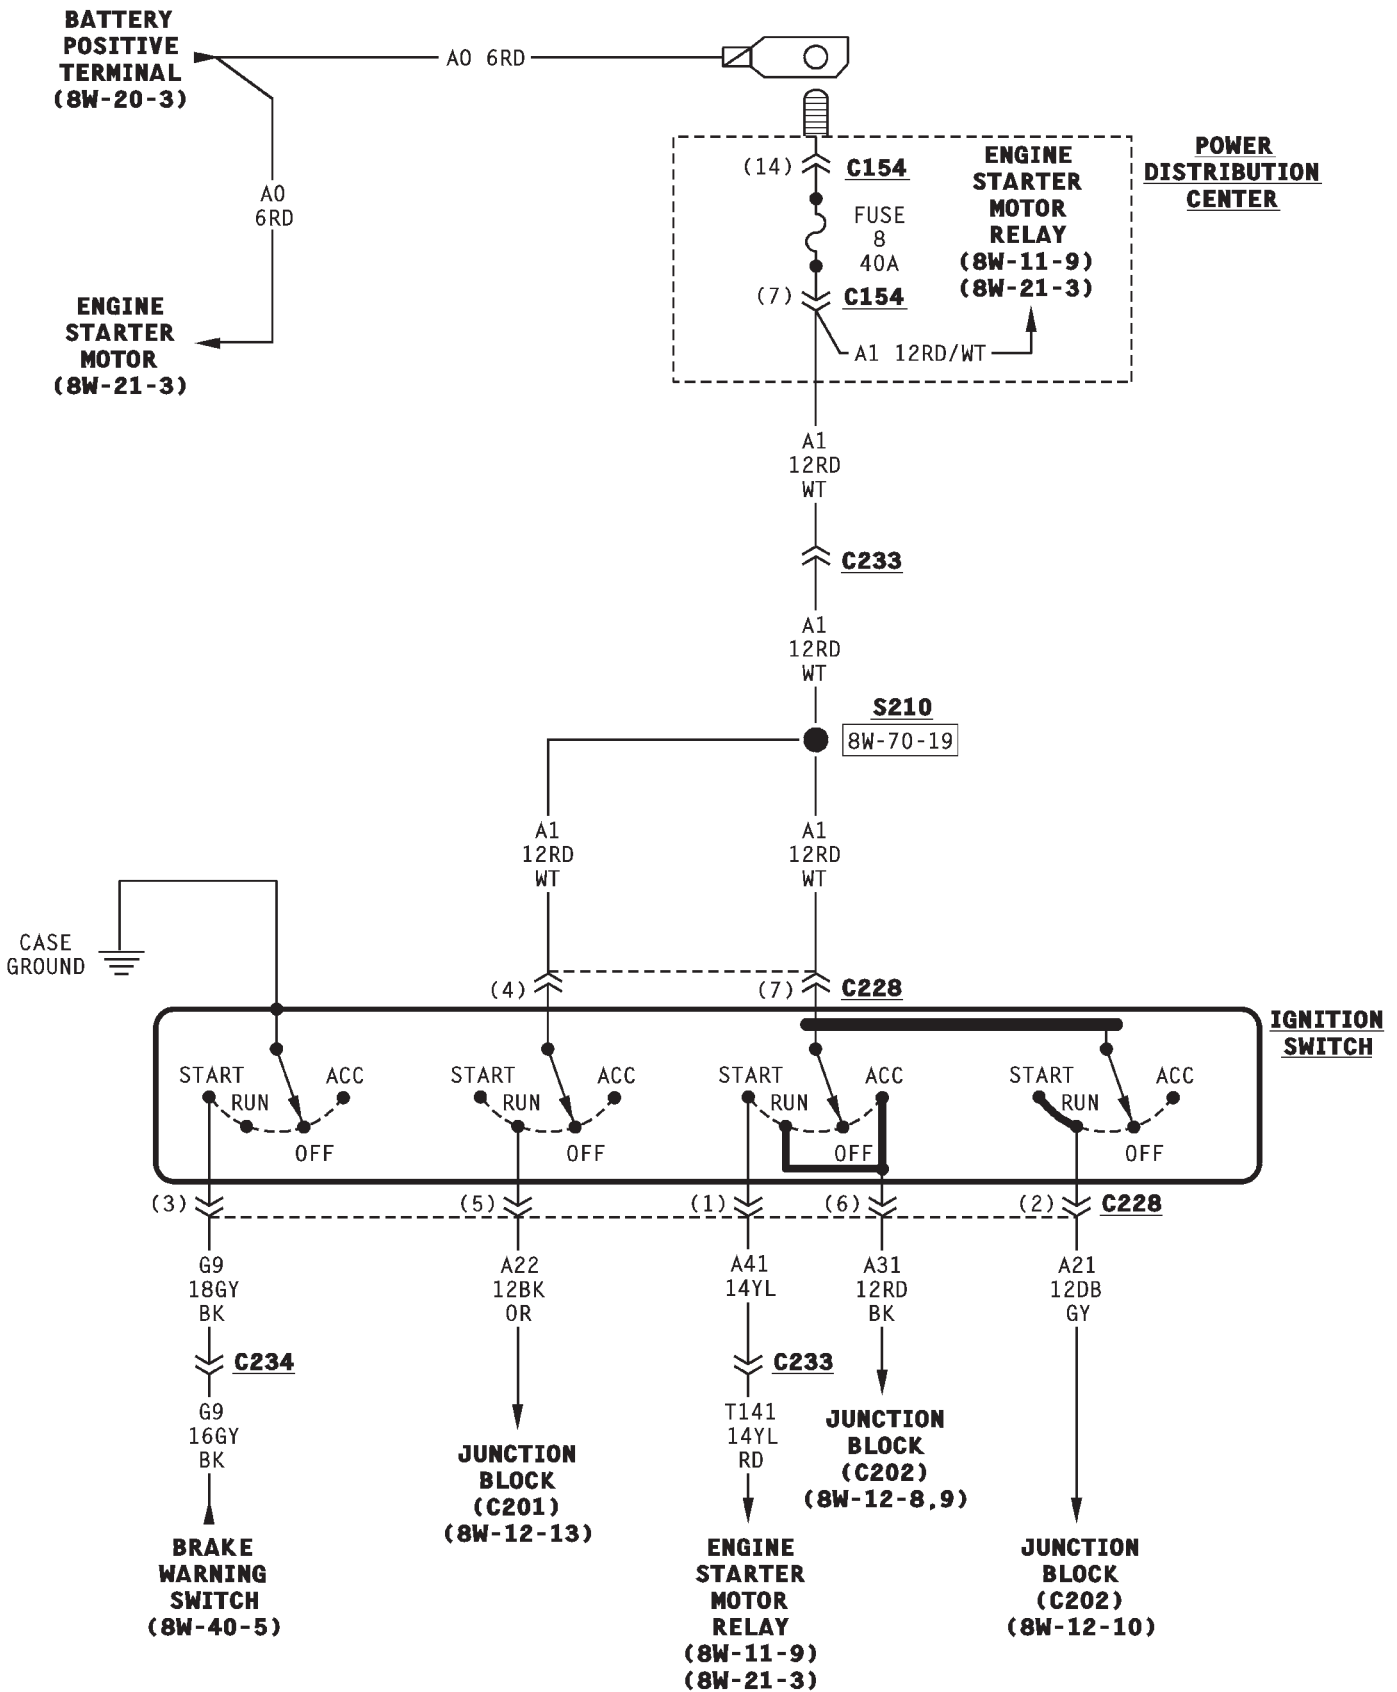 BATTERY
POSITIVE
TERMINAL
(8W-20-3)
A0 6RD
A0
6RD
ENGINE
STARTER
MOTOR
(8W-21-3)
POWER
DISTRIBUTION
CENTER
(14)
C154
FUSE
8
40A
(7)
C154
ENGINE
STARTER
MOTOR
RELAY
(8W-11-9)
(8W-21-3)
A1 12RD/WT
A1
12RD
WT
C233
A1
12RD
WT
S210
8W-70-19
A1
12RD
WT
A1
12RD
WT
CASE
GROUND
(4)
(7)
C228
IGNITION
SWITCH
START
RUN
ACC
OFF
START
RUN
ACC
OFF
START
RUN
ACC
OFF
START
RUN
ACC
OFF
(3)
(5)
(1)
(6)
(2)
C228
G9
18GY
BK
A22
12BK
OR
A41
14YL
A31
12RD
BK
A21
12DB
GY
C234
C233
G9
16GY
BK
T141
14YL
RD
BRAKE
WARNING
SWITCH
(8W-40-5)
JUNCTION
BLOCK
(C201)
(8W-12-13)
ENGINE
STARTER
MOTOR
RELAY
(8W-11-9)
(8W-21-3)
JUNCTION
BLOCK
(C202)
(8W-12-8,9)
JUNCTION
BLOCK
(C202)
(8W-12-10)